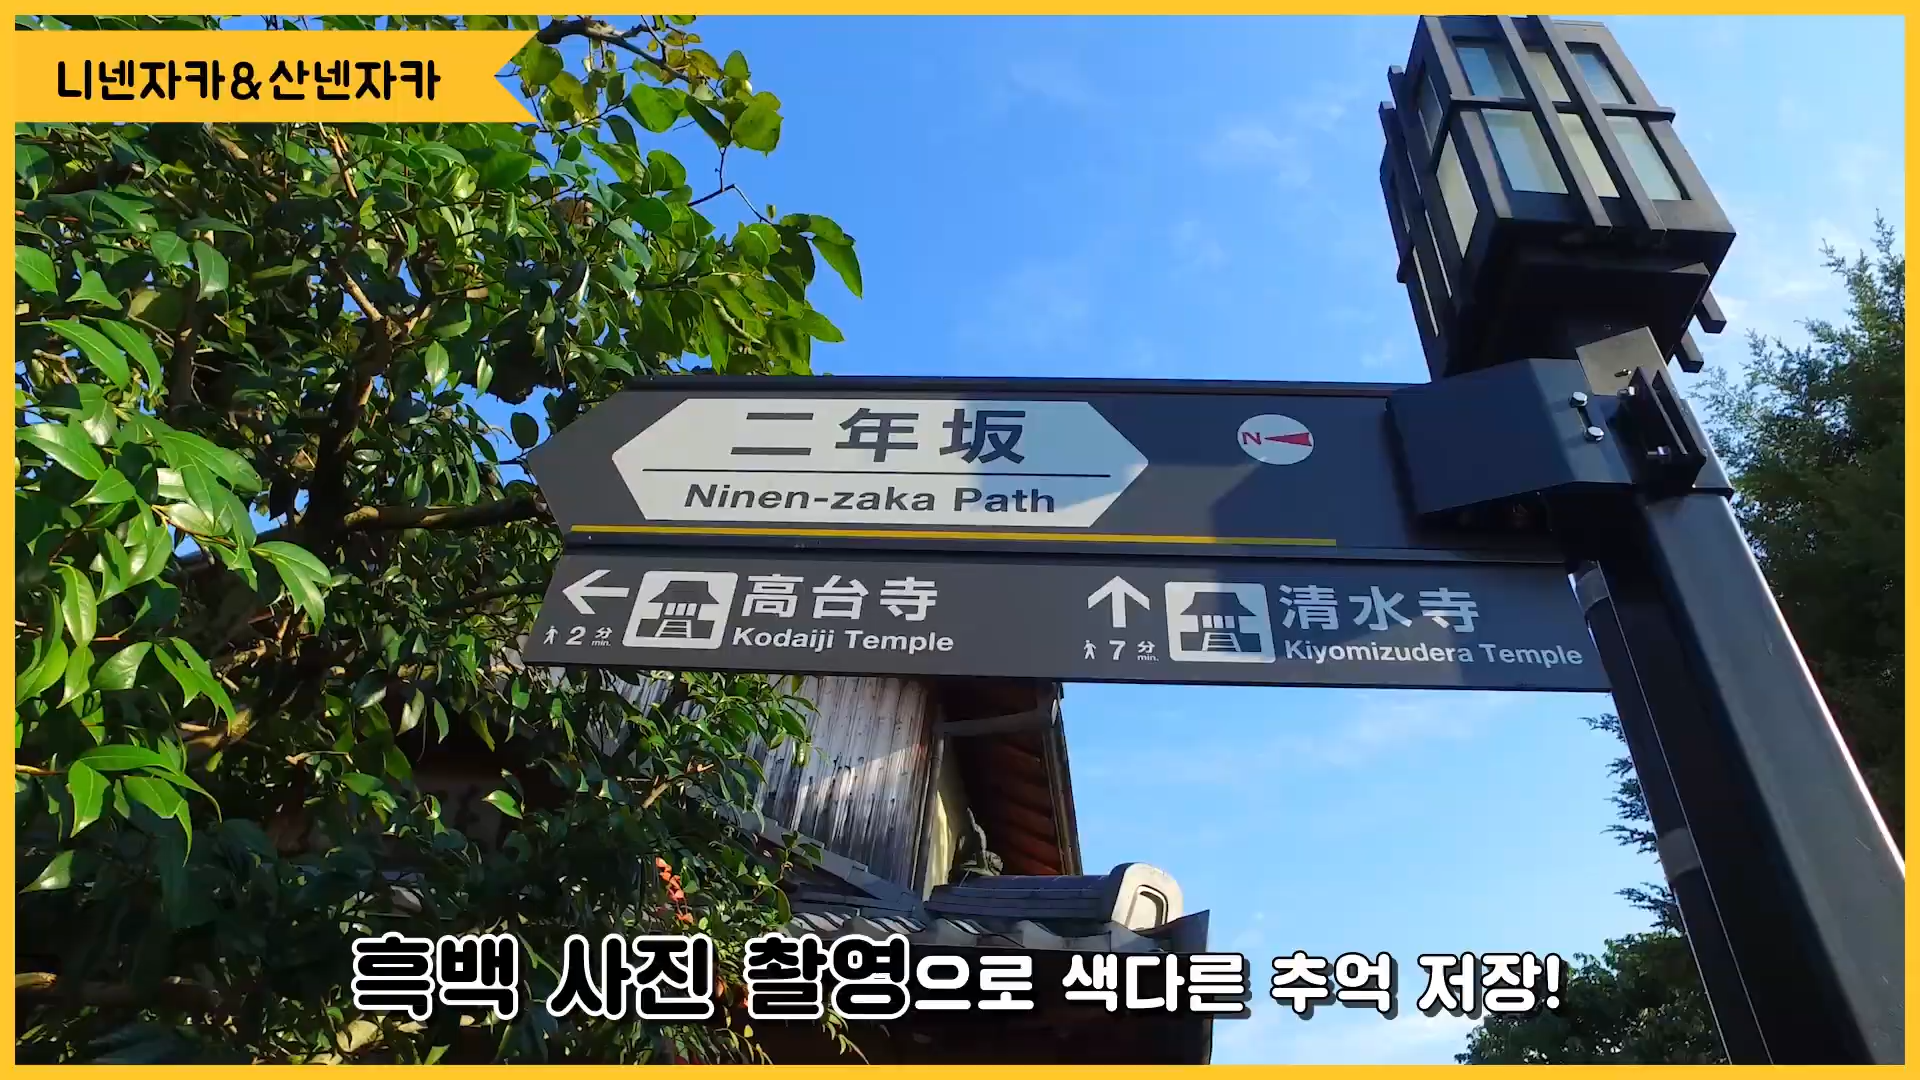 니넨자카&산넨자카
二年坂
Ninen-zaka Path
N
高台寺
Kodaiji Temple
2分
min.
清水寺
Kiyomizudera Temple
7分
min.
흑백 사진 촬영으로 색다른 추억 저장!